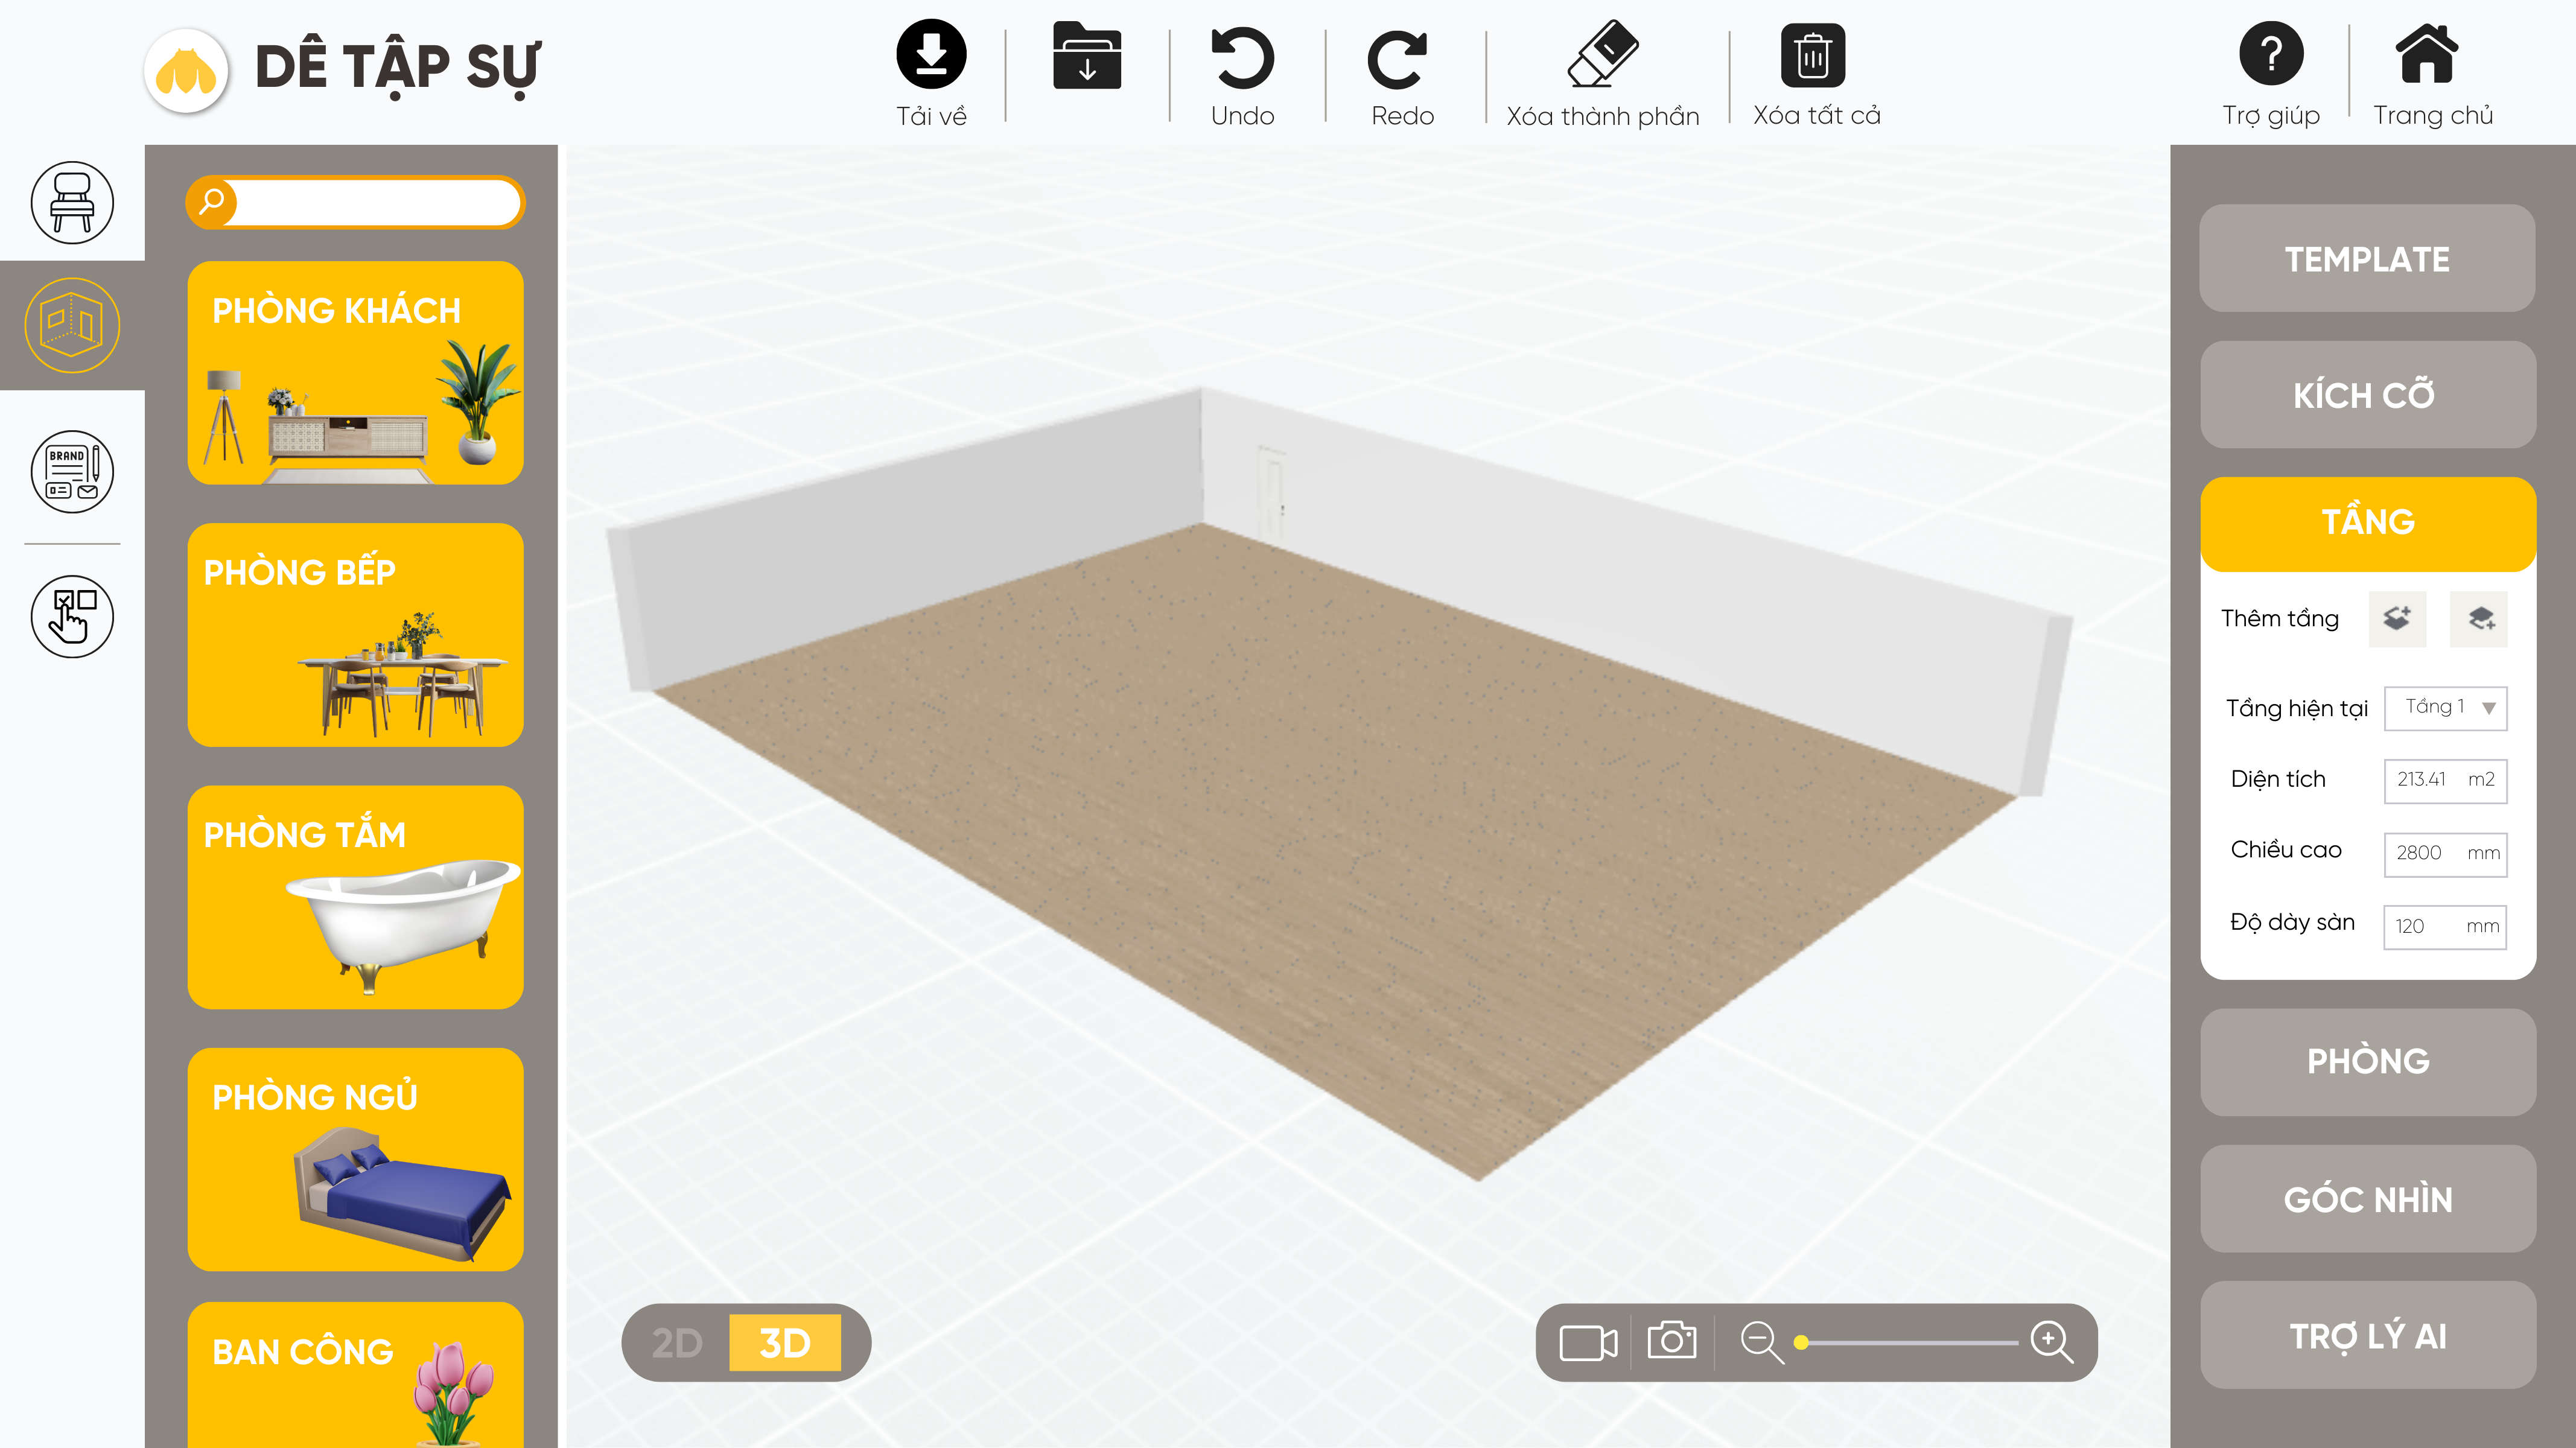 DÊ TẬP SỰ
Tải về
Undo
Redo
Xóa thành phần
Xóa tất cả
Trợ giúp
Trang chủ
BRAND
PHÒNG KHÁCH
PHÒNG BẾP
PHÒNG TẮM
PHÒNG NGỦ
BAN CÔNG
2D
3D
TEMPLATE
KÍCH CỠ
TẦNG
Thêm tầng
Tầng hiện tại Tầng 1
Diện tích 213.41 m2
Chiều cao 2800 mm
Độ dày sàn 120 mm
PHÒNG
GÓC NHÌN
TRỢ LÝ AI